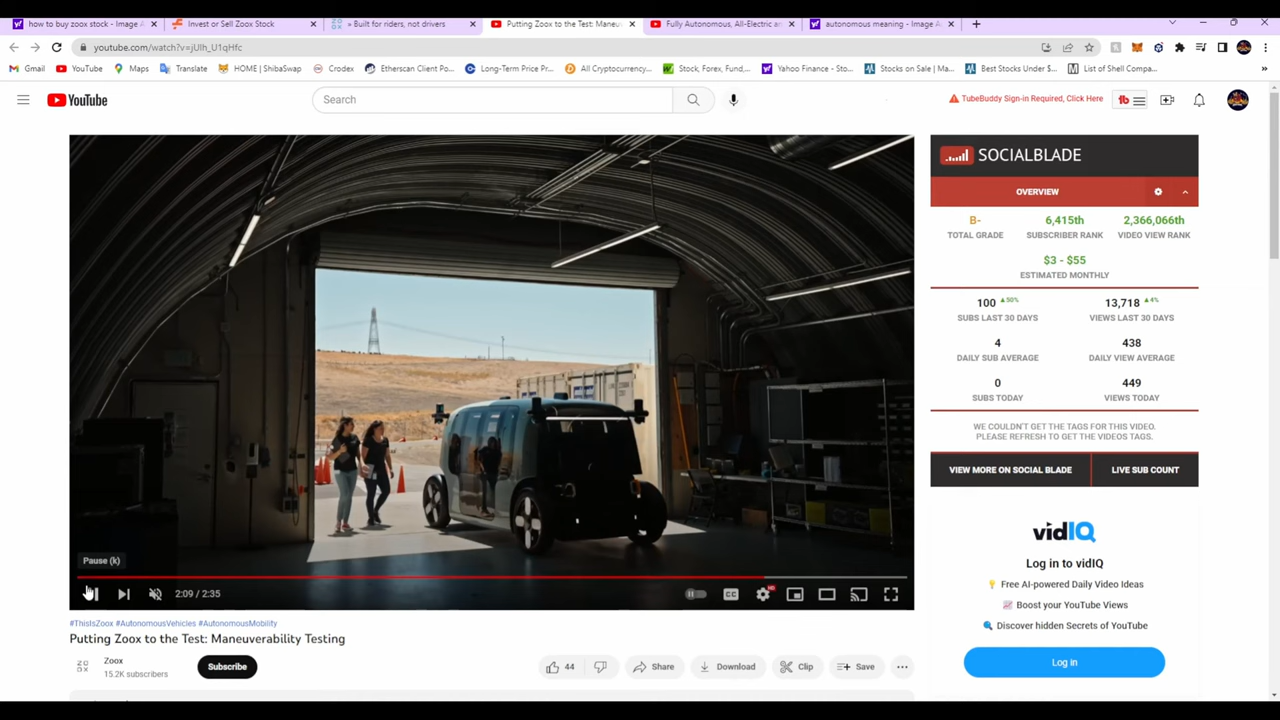 how to buy zoox stock - Image
Invest or Sell Zoox Stock
» Built for riders, not drivers
Putting Zoox to the Test: Maneuv
Fully Autonomous, All-Electric a
autonomous meaning - Image
youtube.com/watch?v=jUlh_U1qHfc
Gmail
YouTube
Maps
Translate
HOME | ShibaSwap
Crodex
Etherscan Client Po...
Long-Term Price Pr...
All Cryptocurrency...
Stock, Forex, Fund,...
Yahoo Finance - Sto...
Stocks on Sale | Ma...
Best Stocks Under $...
List of Shell Compa...
YouTube
Search
TubeBuddy Sign-in Required, Click Here
tb
SOCIALBLADE
OVERVIEW
B- 6,415th 2,366,066th
TOTAL GRADE SUBSCRIBER RANK VIDEO VIEW RANK
$3 - $55
ESTIMATED MONTHLY
100 ▲50% 13,718 ▲4%
SUBS LAST 30 DAYS VIEWS LAST 30 DAYS
4 438
DAILY SUB AVERAGE DAILY VIEW AVERAGE
0 449
SUBS TODAY VIEWS TODAY
WE COULDN'T GET THE TAGS FOR THIS VIDEO.
PLEASE REFRESH TO GET THE VIDEOS TAGS.
VIEW MORE ON SOCIAL BLADE LIVE SUB COUNT
vidIQ
Log in to vidIQ
Free AI-powered Daily Video Ideas
Boost your YouTube Views
Discover hidden Secrets of YouTube
Log in
Pause (k)
2:09 / 2:35
CC
HD
#ThisIsZoox #AutonomousVehicles #AutonomousMobility
Putting Zoox to the Test: Maneuverability Testing
ZO
OX
Zoox
15.2K subscribers
Subscribe
44
Share
Download
Clip
Save